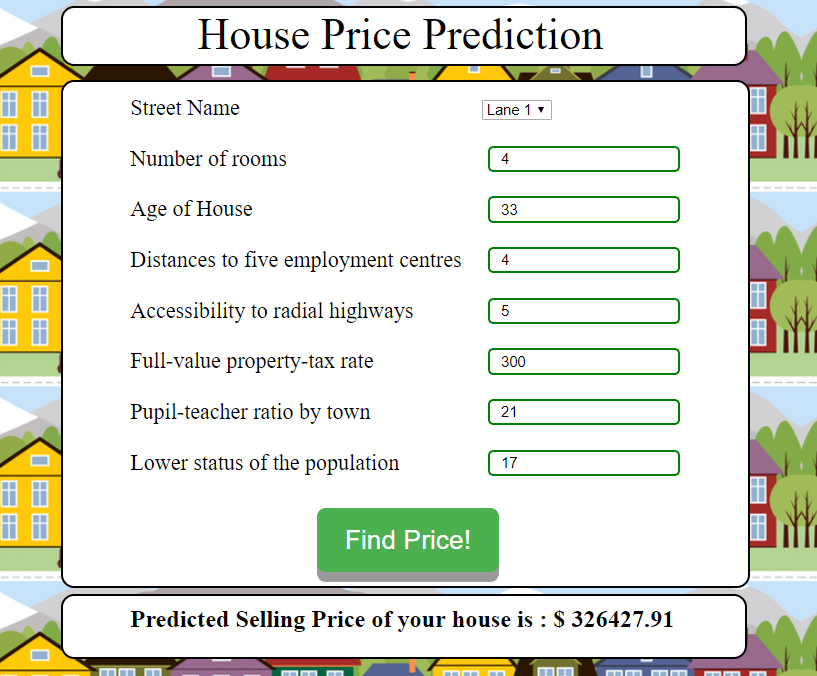 House Price Prediction
Street Name Lane 1
Number of rooms 4
Age of House 33
Distances to five employment centres 4
Accessibility to radial highways 5
Full-value property-tax rate 300
Pupil-teacher ratio by town 21
Lower status of the population 17
Find Price!
Predicted Selling Price of your house is : $ 326427.91